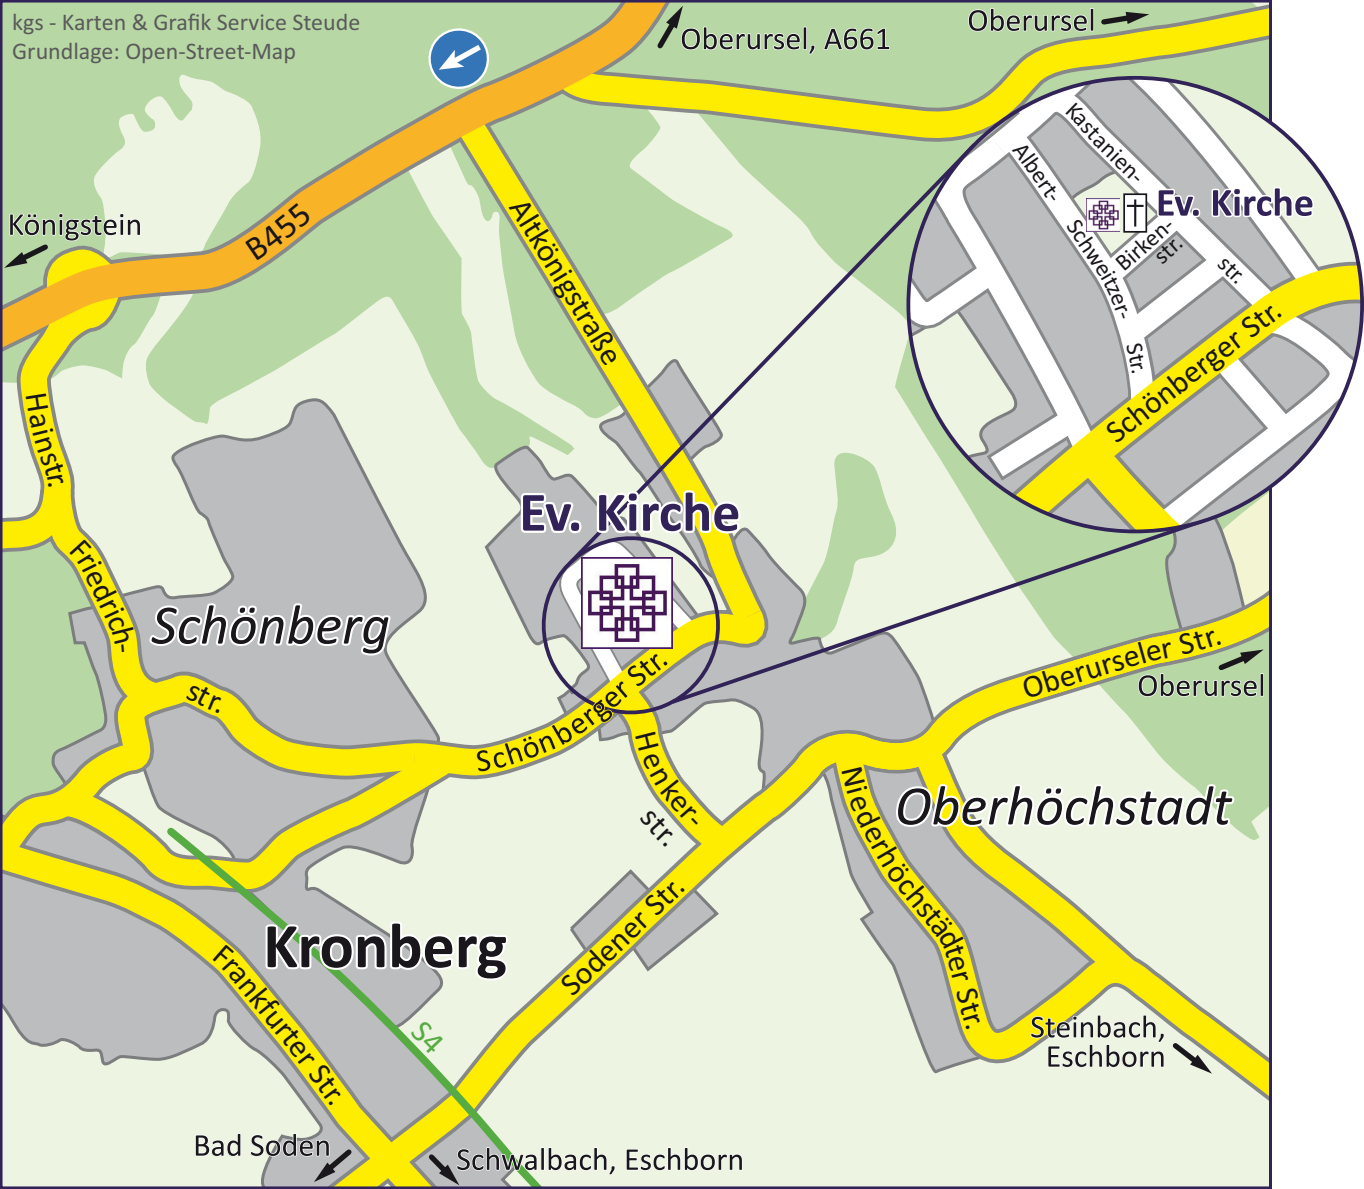 kgs - Karten & Grafik Service Steude
Grundlage: Open-Street-Map
Oberursel, A661
Oberursel
Königstein
B455
Altkönigstraße
Kastanien-
str.
Albert-
Schweitzer-
Str.
Ev. Kirche
Birken-
str.
Schönberger Str.
Hainstr.
Ev. Kirche
Friedrich-
str.
Schönberg
Schönberger Str.
Oberurseler Str.
Oberursel
Henker-
str.
Oberhöchstadt
Niederhöchstädter Str.
Sodener Str.
Kronberg
Frankfurter Str.
S4
Steinbach,
Eschborn
Bad Soden
Schwalbach, Eschborn